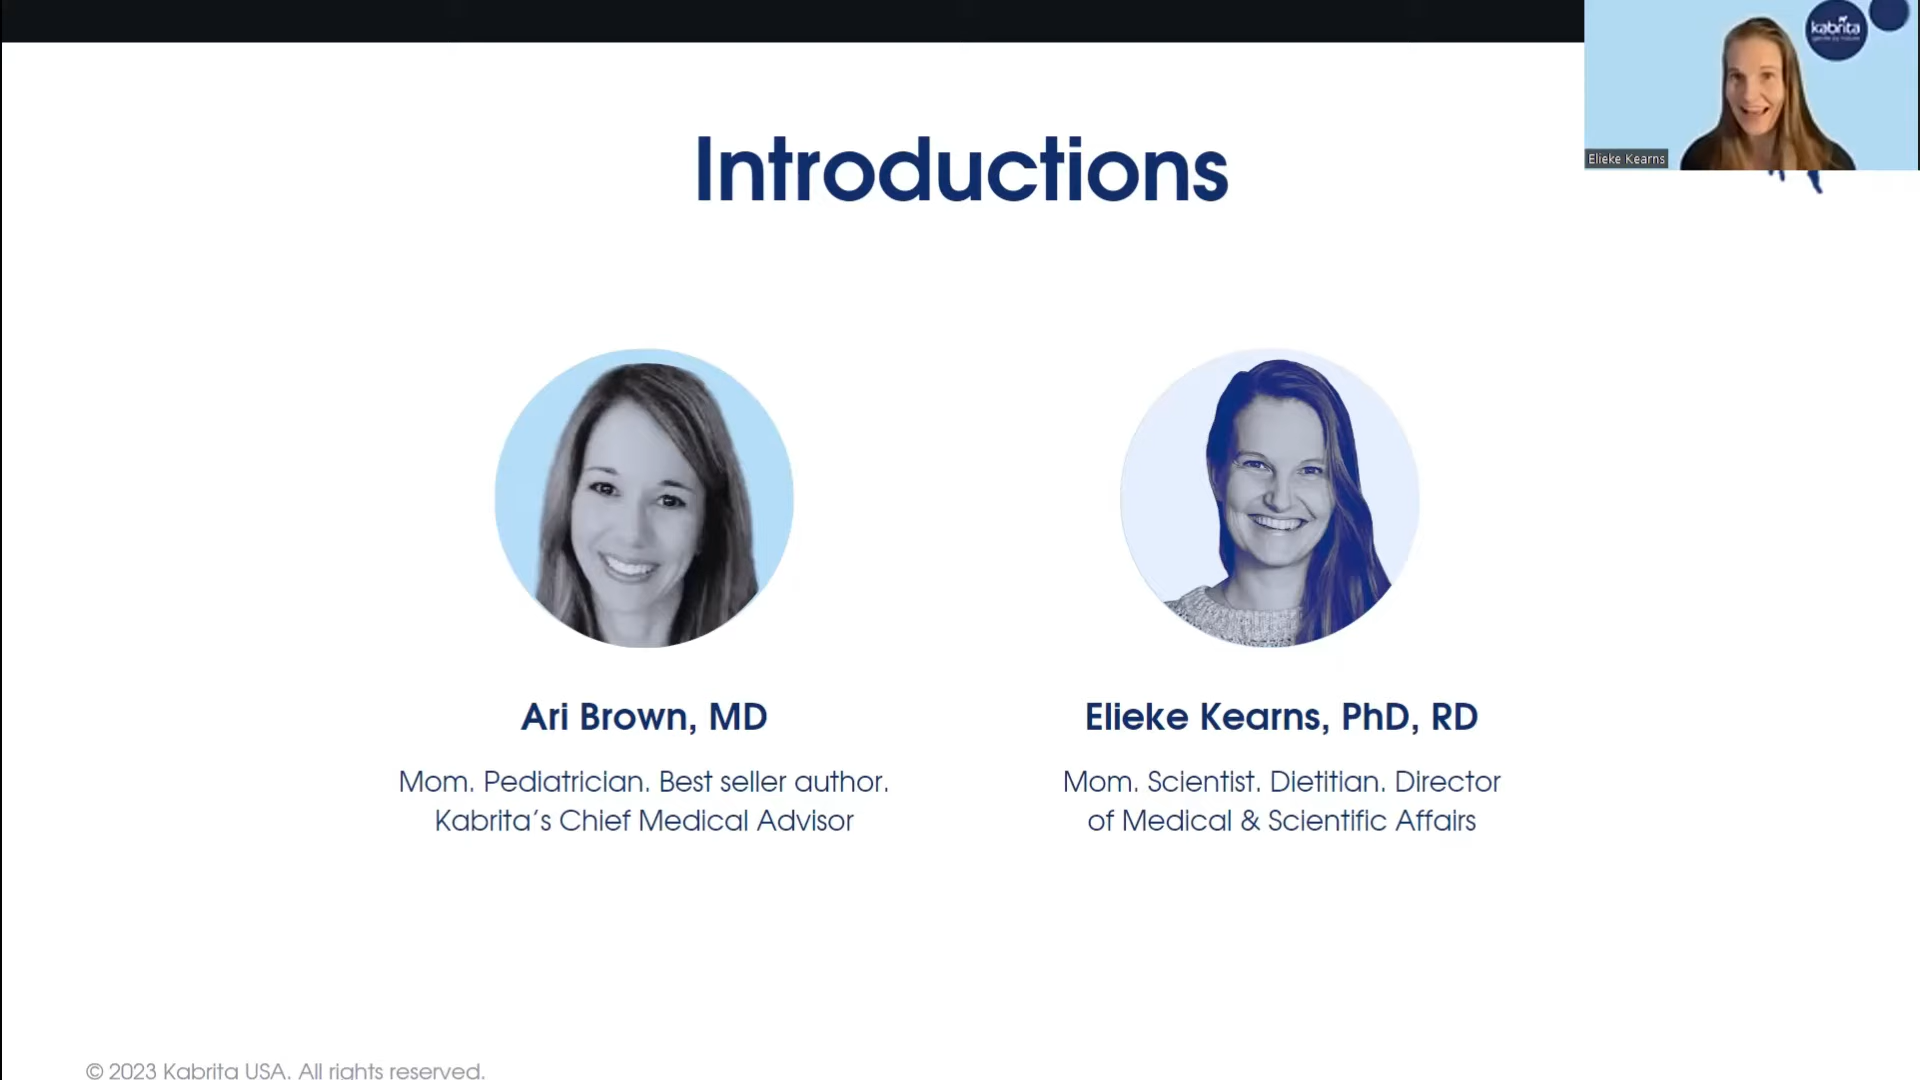 kabrita
Elieke Kearns
Introductions
Ari Brown, MD
Mom. Pediatrician. Best seller author.
Kabrita’s Chief Medical Advisor
Elieke Kearns, PhD, RD
Mom. Scientist. Dietitian. Director
of Medical & Scientific Affairs
© 2023 Kabrita USA. All rights reserved.